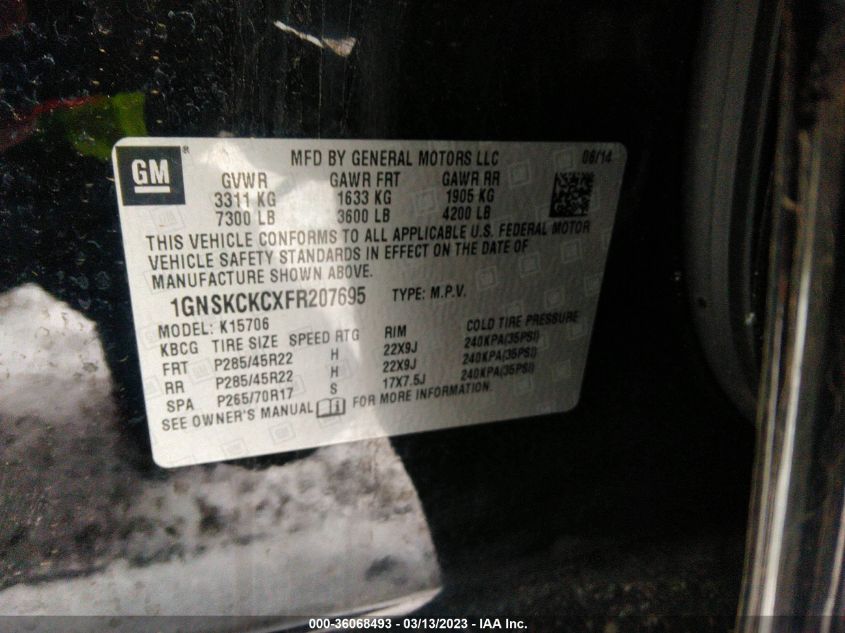 GM ® MFD BY GENERAL MOTORS LLC 08/14
GVWR GAWR FRT GAWR RR
3311 KG 1633 KG 1905 KG
7300 LB 3600 LB 4200 LB
THIS VEHICLE CONFORMS TO ALL APPLICABLE U.S. FEDERAL MOTOR
VEHICLE SAFETY STANDARDS IN EFFECT ON THE DATE OF
MANUFACTURE SHOWN ABOVE.
1GNSKCKCXFR207695 TYPE: M.P.V.
MODEL: K15706
KBCG TIRE SIZE SPEED RTG RIM COLD TIRE PRESSURE
FRT P285/45R22 H 22X9J 240KPA(35PSI)
RR P285/45R22 H 22X9J 240KPA(35PSI)
SPA P265/70R17 S 17X7.5J 240KPA(35PSI)
SEE OWNER'S MANUAL FOR MORE INFORMATION.
000-36068493 - 03/13/2023 - IAA Inc.